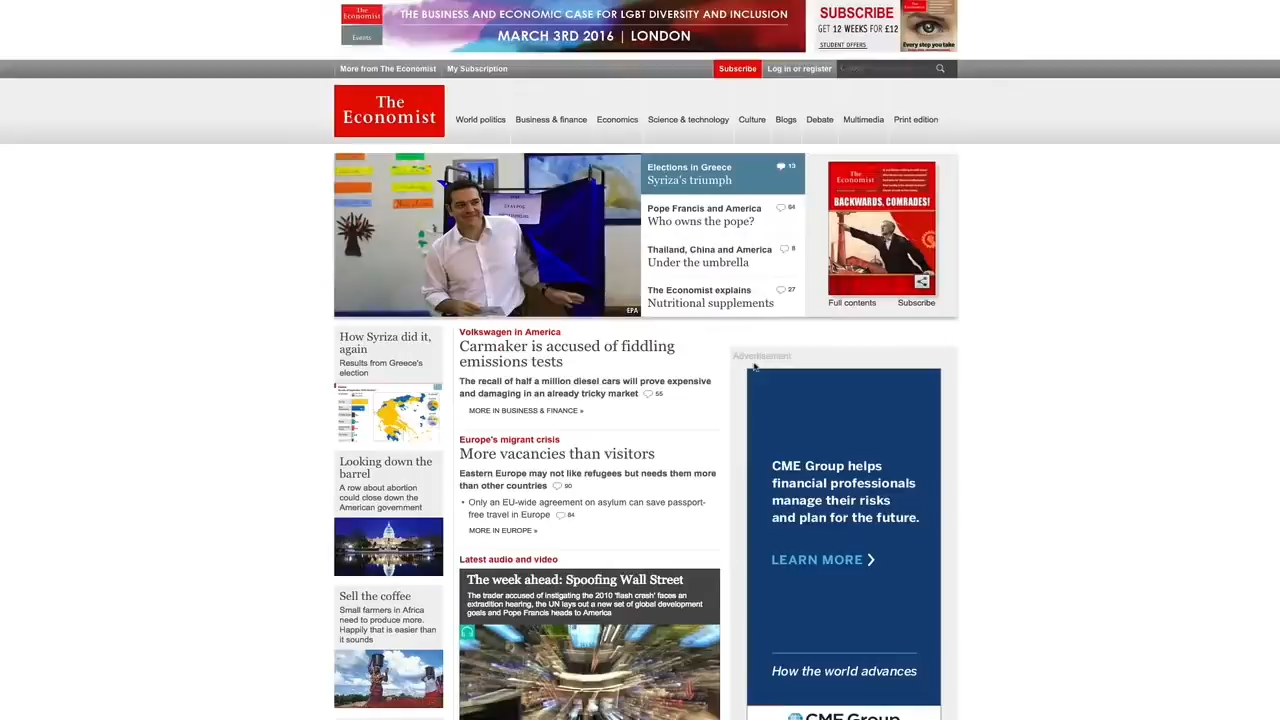 The
Economist
Events
THE BUSINESS AND ECONOMIC CASE FOR LGBT DIVERSITY AND INCLUSION
MARCH 3RD 2016 | LONDON
SUBSCRIBE
GET 12 WEEKS FOR £12
STUDENT OFFERS
Every step you take
More from The Economist
My Subscription
Subscribe
Log in or register
The
Economist
World politics
Business & finance
Economics
Science & technology
Culture
Blogs
Debate
Multimedia
Print edition
EPA
Elections in Greece
13
Syriza's triumph
Pope Francis and America
64
Who owns the pope?
Thailand, China and America
8
Under the umbrella
The Economist explains
27
Nutritional supplements
The
Economist
BACKWARDS, COMRADES!
Full contents
Subscribe
How Syriza did it,
again
Results from Greece's
election
Looking down the
barrel
A row about abortion
could close down the
American government
Sell the coffee
Small farmers in Africa
need to produce more.
Happily that is easier than
it sounds
Volkswagen in America
Carmaker is accused of fiddling
emissions tests
The recall of half a million diesel cars will prove expensive
and damaging in an already tricky market 55
MORE IN BUSINESS & FINANCE »
Europe's migrant crisis
More vacancies than visitors
Eastern Europe may not like refugees but needs them more
than other countries 90
• Only an EU-wide agreement on asylum can save passport-
free travel in Europe 84
MORE IN EUROPE »
Latest audio and video
The week ahead: Spoofing Wall Street
The trader accused of instigating the 2010 'flash crash' faces an
extradition hearing, the UN lays out a new set of global development
goals and Pope Francis heads to America
Advertisement
CME Group helps
financial professionals
manage their risks
and plan for the future.
LEARN MORE
How the world advances
CME Group